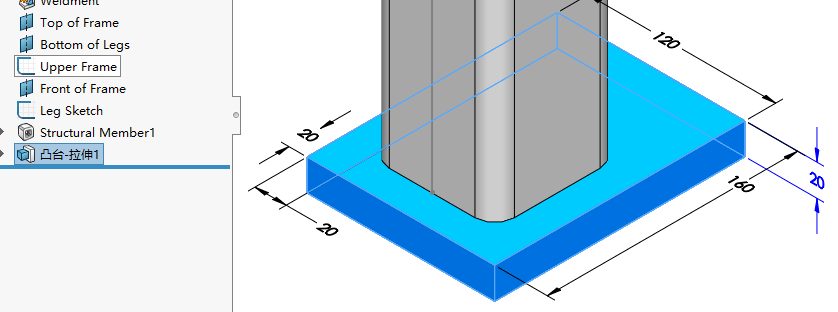 Weldment
Top of Frame
Bottom of Legs
Upper Frame
Front of Frame
Leg Sketch
Structural Member1
凸台-拉伸1
120
20
20
160
20